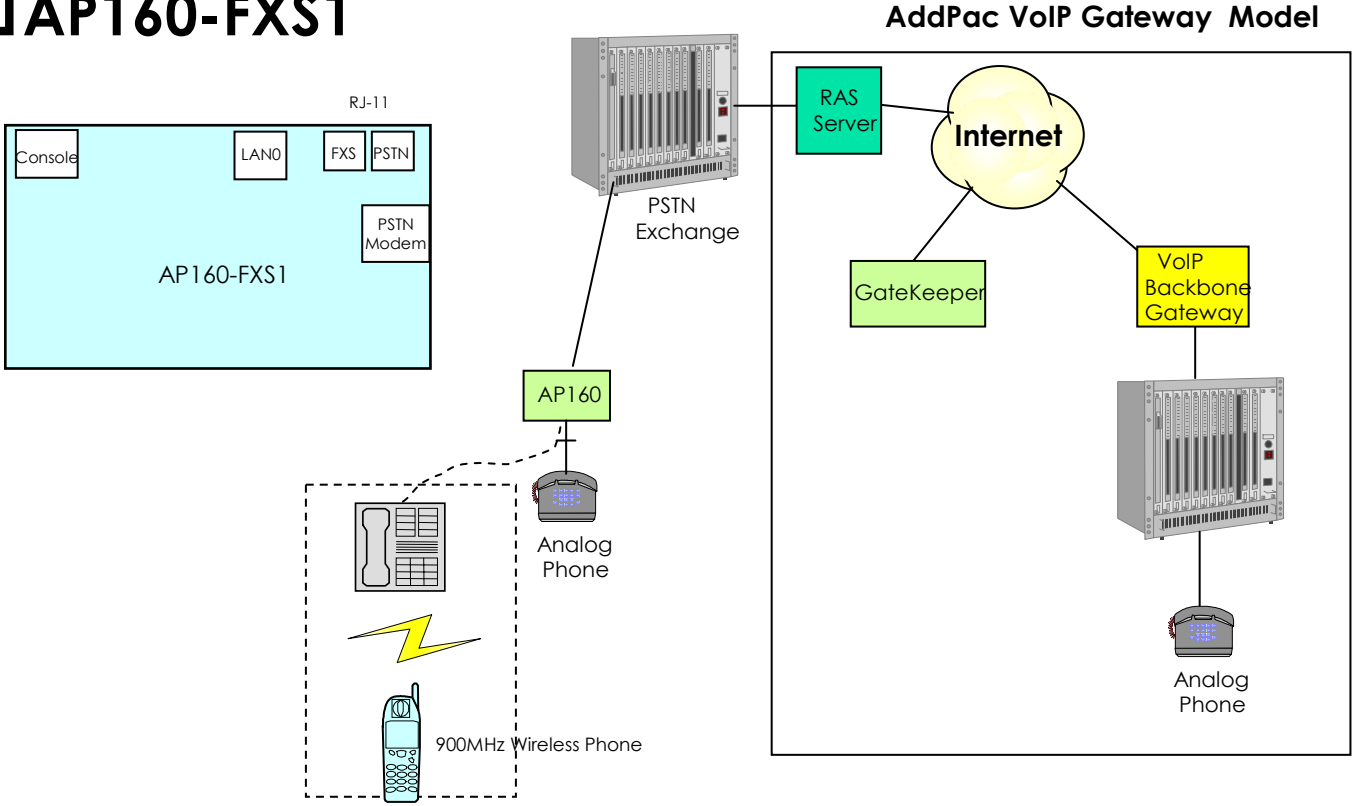 AP160-FXS1
AddPac VoIP Gateway Model
RJ-11
Console
LAN0
FXS
PSTN
PSTN
Modem
AP160-FXS1
PSTN
Exchange
RAS
Server
Internet
GateKeeper
VoIP
Backbone
Gateway
AP160
Analog
Phone
900MHz Wireless Phone
Analog
Phone